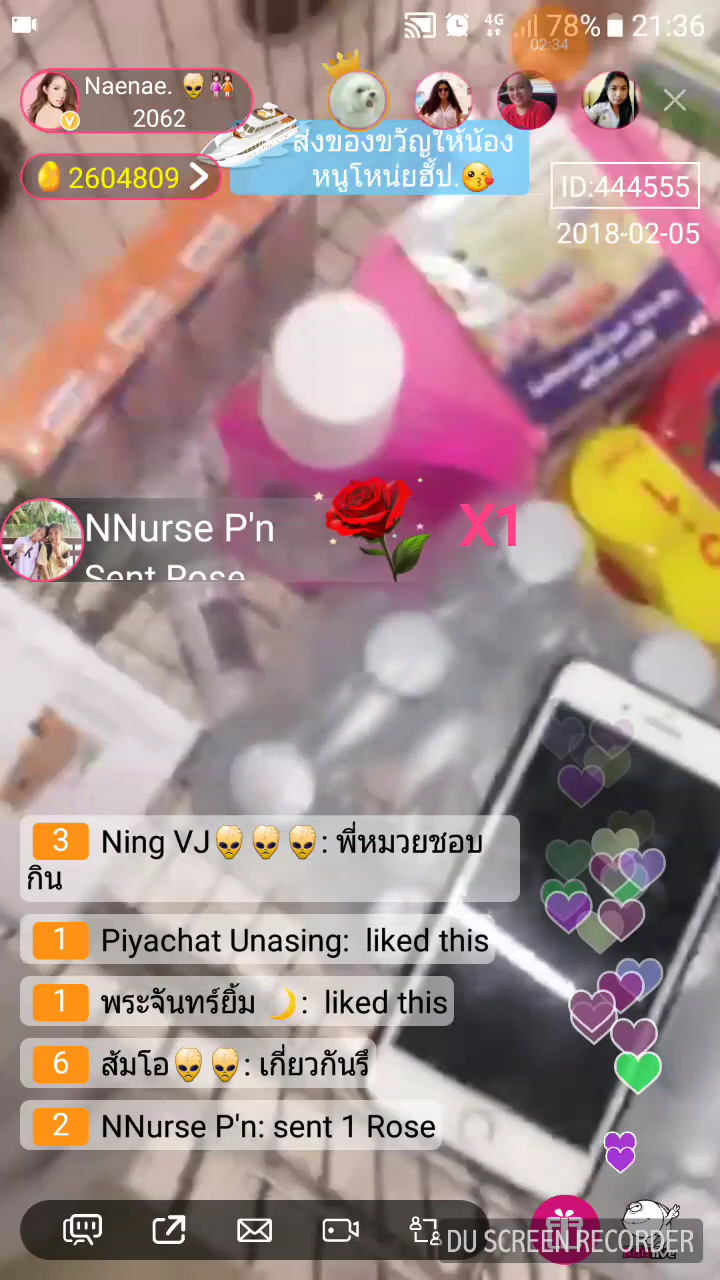 4G 78% 21:36
02:34
Naenae. 👽👭
2062
V
ส่งของขวัญให้น้อง
หนูโหน่ยฮั้ป.😘
2604809
ID:444555
2018-02-05
NNurse P'n
Sent Rose
X1
3 Ning VJ👽👽👽: พี่หมวยชอบ
กิน
1 Piyachat Unasing: liked this
1 พระจันทร์ยิ้ม 🌙: liked this
6 ส้มโอ👽👽: เกี่ยวกันรึ
2 NNurse P'n: sent 1 Rose
DU SCREEN RECORDER